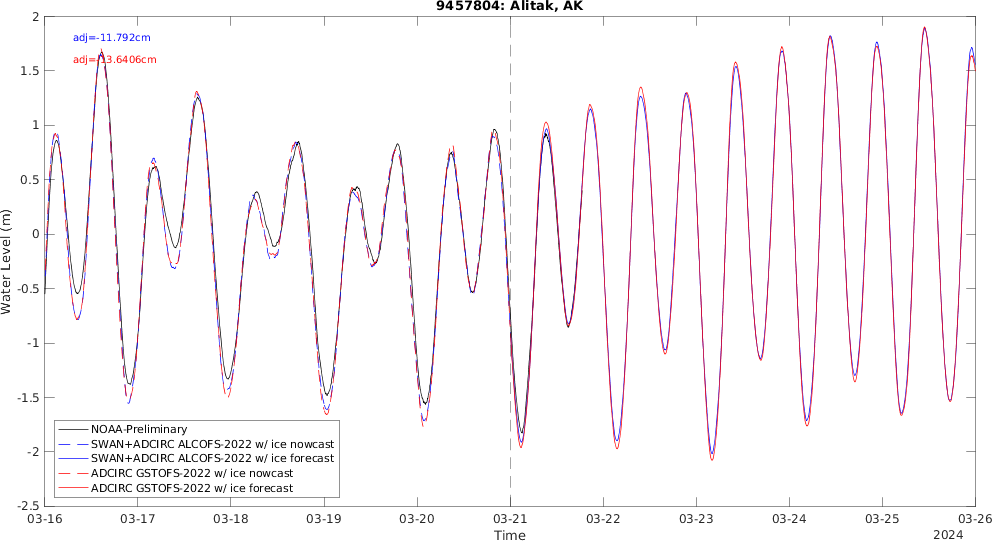 9457804: Alitak, AK
adj=-11.792cm
adj=-13.6406cm
2
1.5
1
0.5
0
-0.5
-1
-1.5
-2
-2.5
Water Level (m)
NOAA-Preliminary
SWAN+ADCIRC ALCOFS-2022 w/ ice nowcast
SWAN+ADCIRC ALCOFS-2022 w/ ice forecast
ADCIRC GSTOFS-2022 w/ ice nowcast
ADCIRC GSTOFS-2022 w/ ice forecast
03-16 03-17 03-18 03-19 03-20 03-21 03-22 03-23 03-24 03-25 03-26
Time
2024